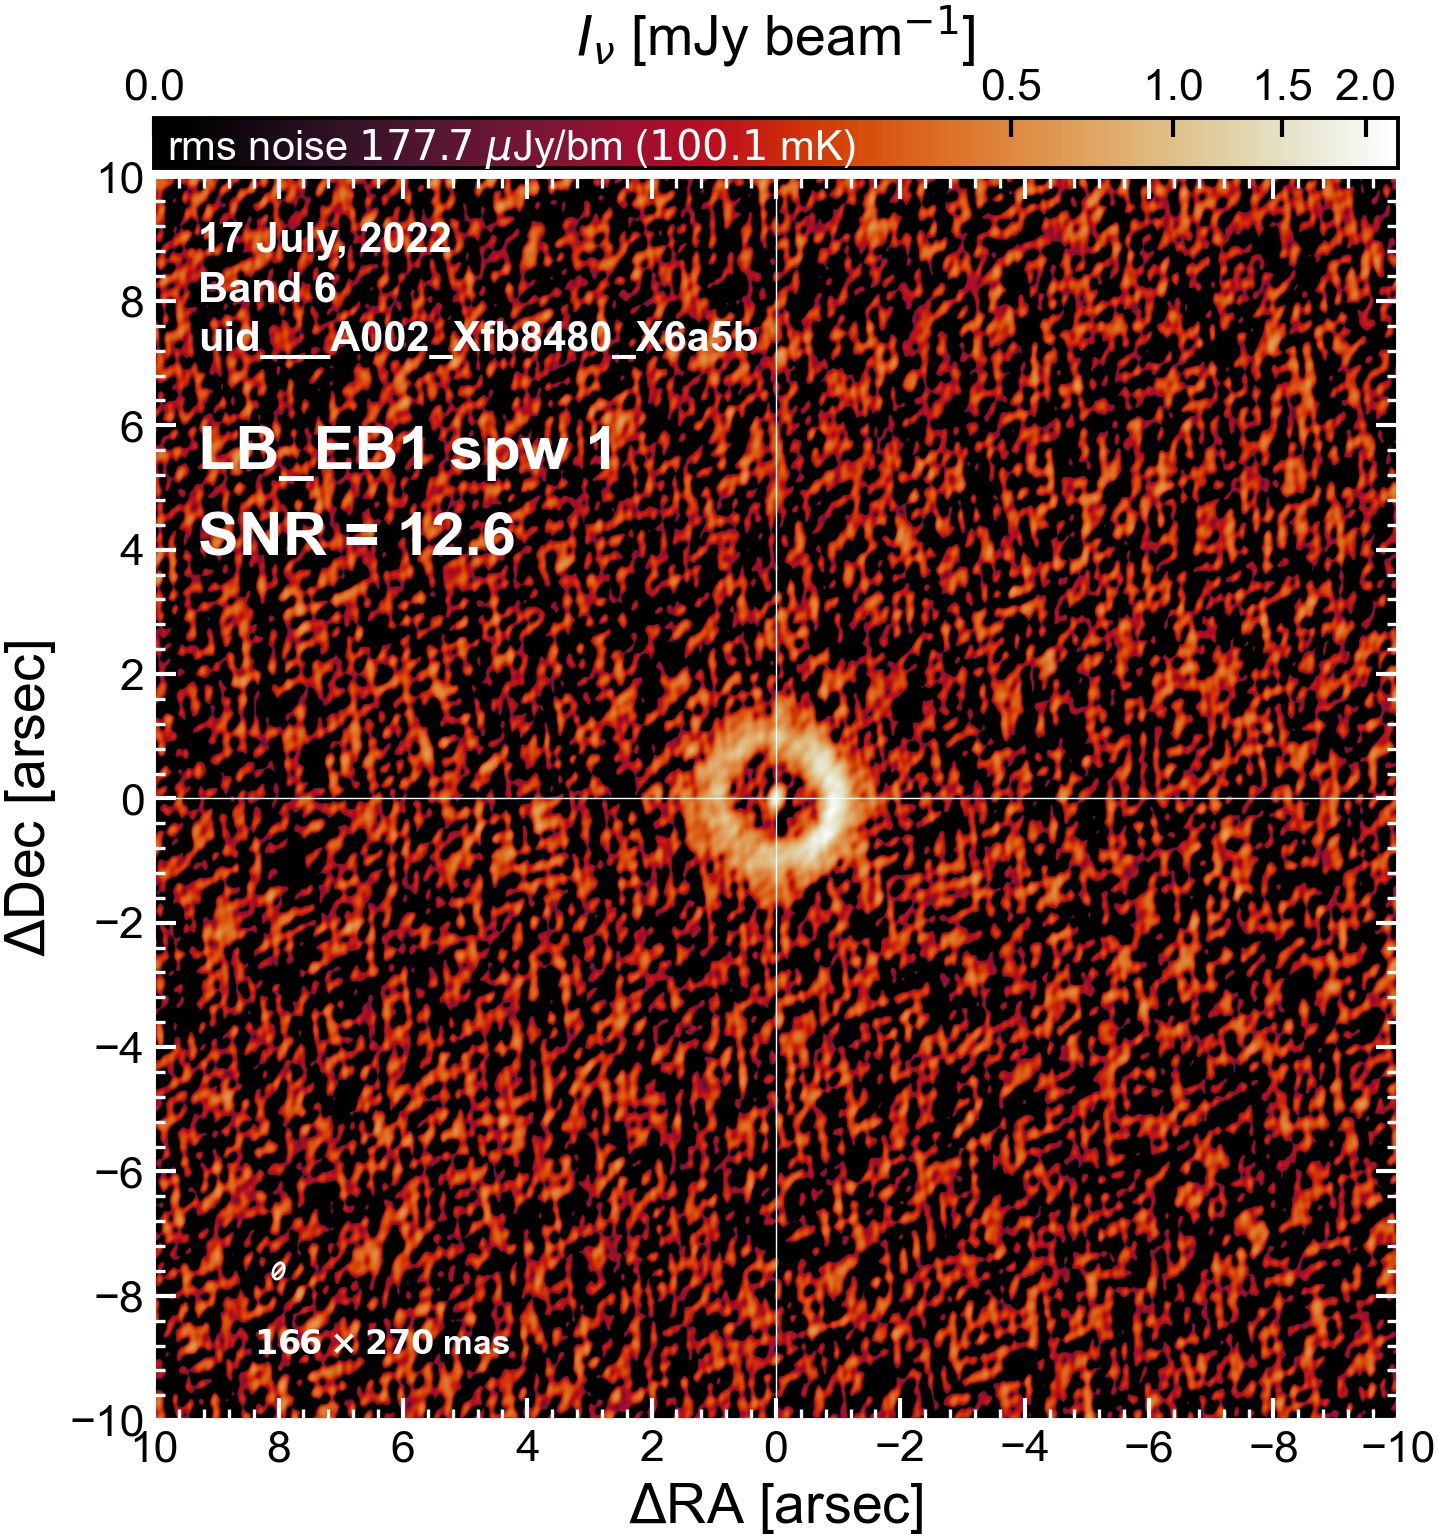 I_ν [mJy beam⁻¹]
0.0 0.5 1.0 1.5 2.0
rms noise 177.7 μJy/bm (100.1 mK)
17 July, 2022
Band 6
uid___A002_Xfb8480_X6a5b
LB_EB1 spw 1
SNR = 12.6
10
8
6
4
2
0
−2
−4
−6
−8
−10
ΔDec [arsec]
166 × 270 mas
10 8 6 4 2 0 −2 −4 −6 −8 −10
ΔRA [arsec]